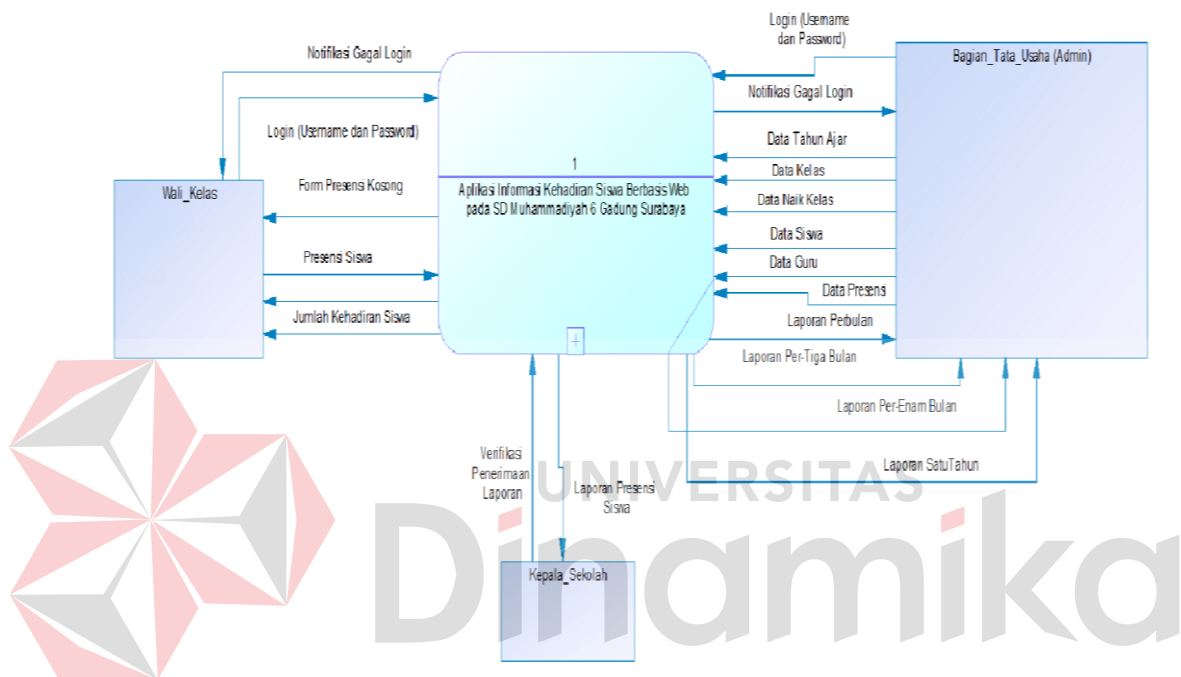 Login (Username
dan Password)
Notifikasi Gagal Login
Bagian_Tata_Usaha (Admin)
Notifikasi Gagal Login
Login (Username dan Password)
Data Tahun Ajar
1
Data Kelas
Wali_Kelas
Form Presensi Kosong
Aplikasi Informasi Kehadiran Siswa Berbasis Web
pada SD Muhammadiyah 6 Gadung Surabaya
Data Naik Kelas
Data Siswa
Presensi Siswa
Data Guru
Data Presensi
Jumlah Kehadiran Siswa
Laporan Perbulan
+
Laporan Per-Tiga Bulan
Laporan Per-Enam Bulan
Verifikasi
Penerimaan
Laporan
Laporan Presensi
Siswa
Laporan SatuTahun
UNIVERSITAS
Dinamika
Kepala_Sekolah